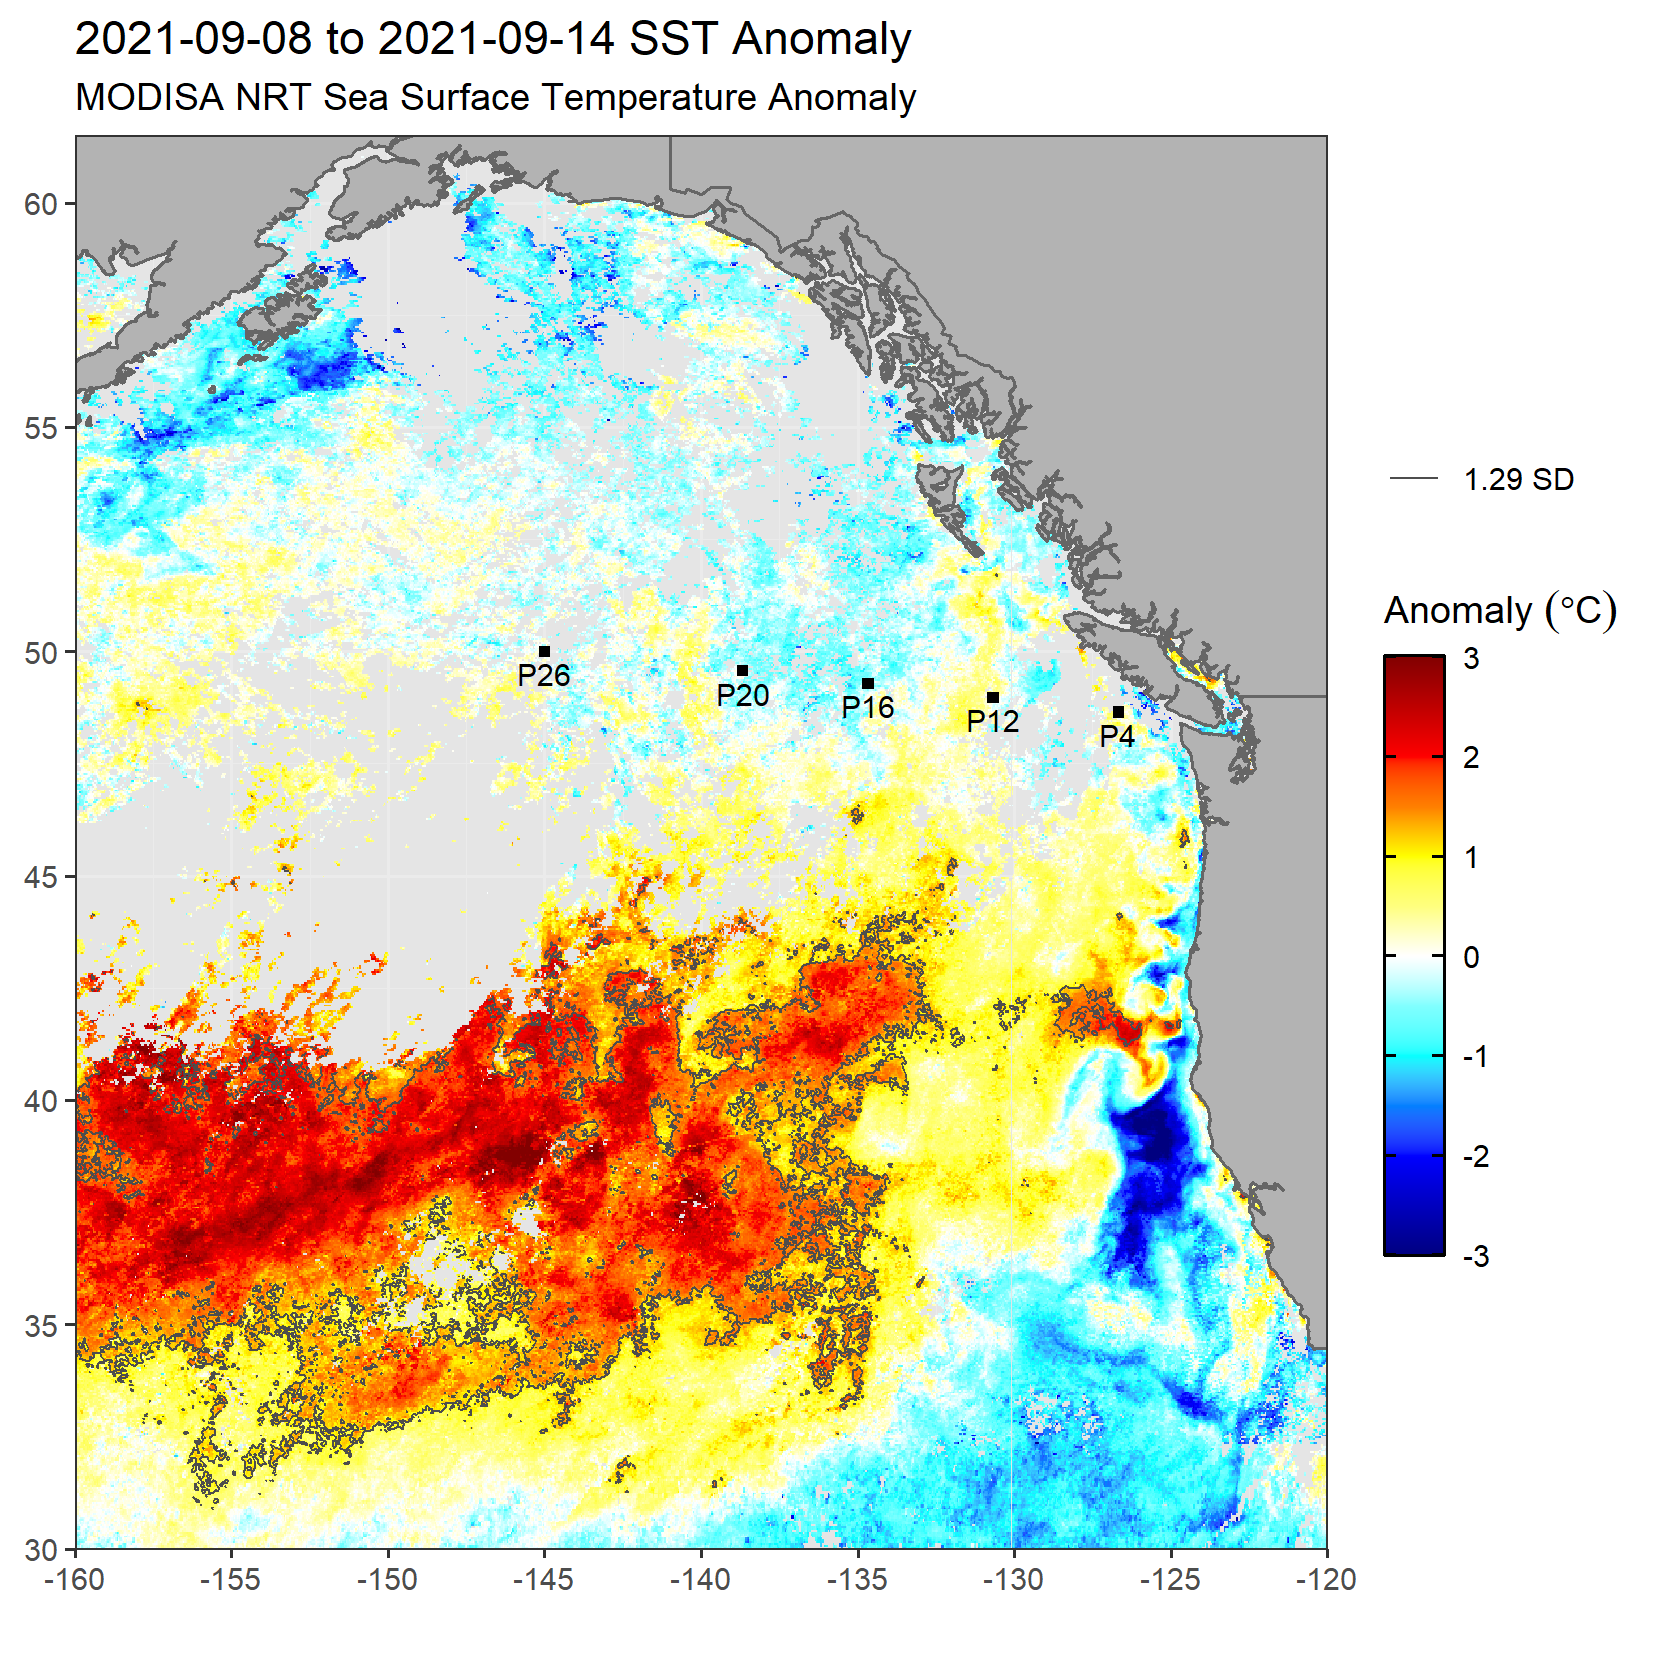 2021-09-08 to 2021-09-14 SST Anomaly
MODISA NRT Sea Surface Temperature Anomaly
60
55
50
45
40
35
30
-160
-155
-150
-145
-140
-135
-130
-125
-120
P26
P20
P16
P12
P4
1.29 SD
Anomaly (°C)
3
2
1
0
-1
-2
-3